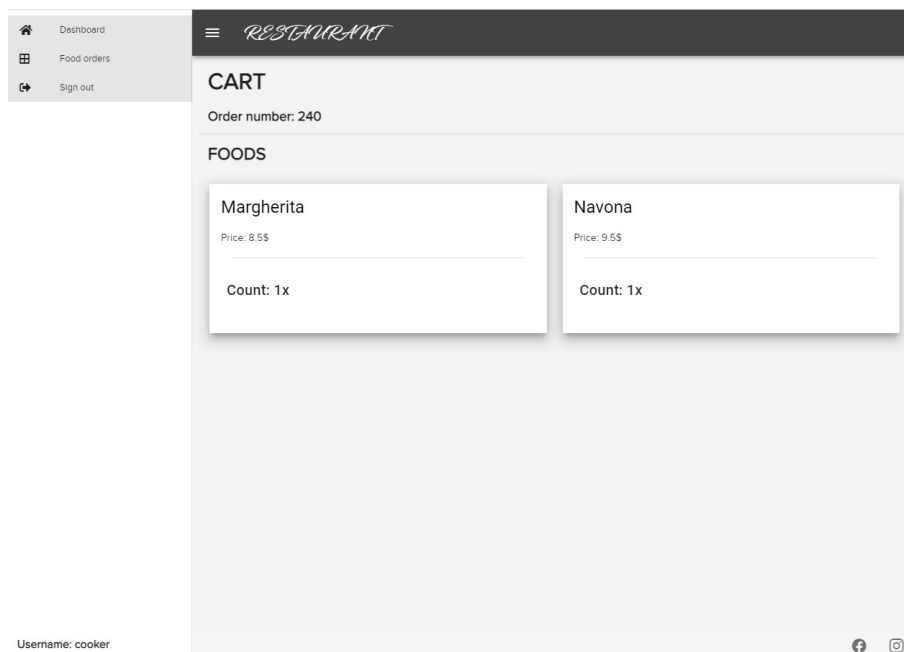 Dashboard
Food orders
Sign out
RESTAURANT
CART
Order number: 240
FOODS
Margherita
Price: 8.5$
Count: 1x
Navona
Price: 9.5$
Count: 1x
Username: cooker